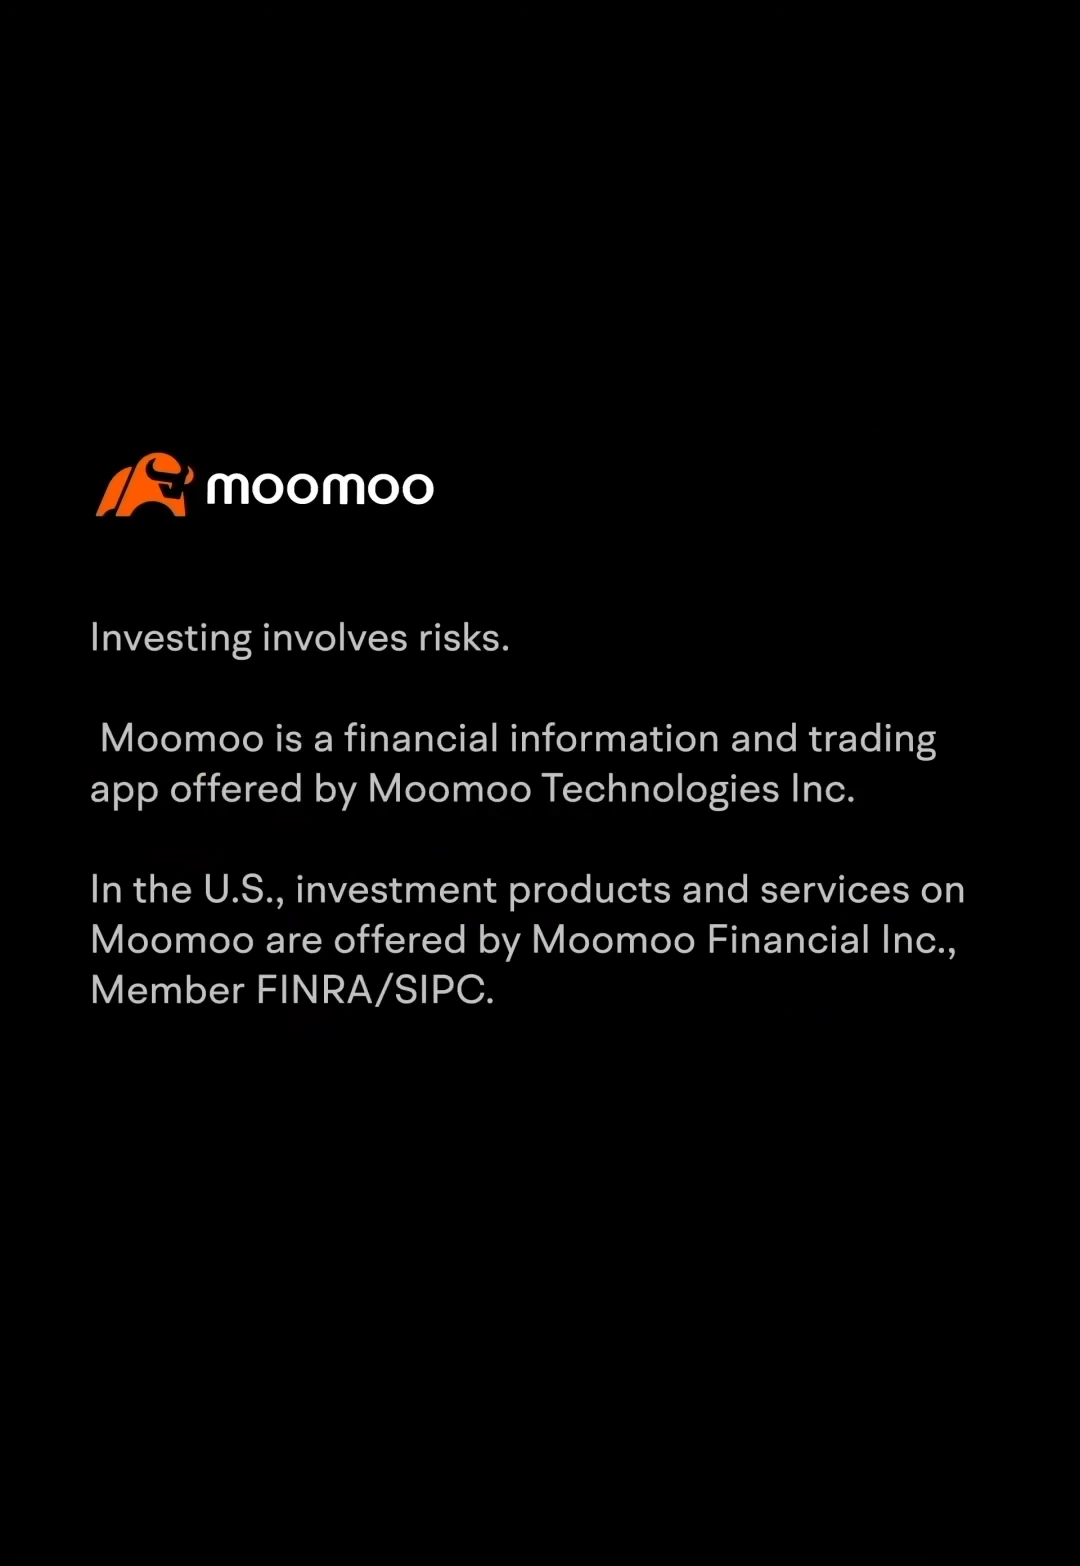 moomoo
Investing involves risks.
Moomoo is a financial information and trading
app offered by Moomoo Technologies Inc.
In the U.S., investment products and services on
Moomoo are offered by Moomoo Financial Inc.,
Member FINRA/SIPC.